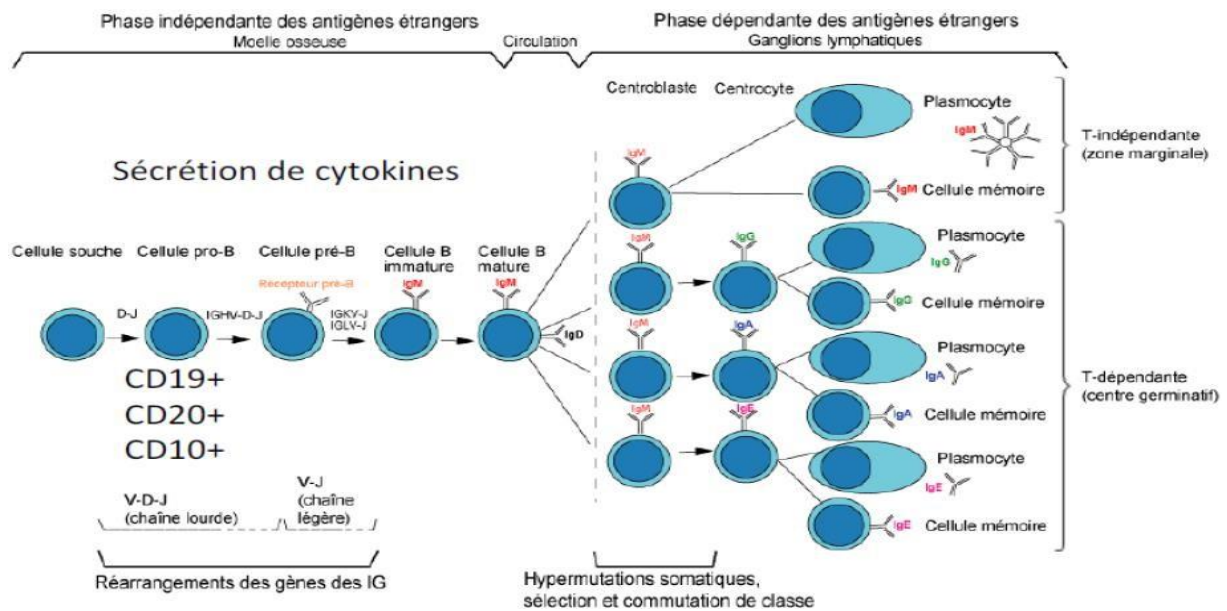 Phase indépendante des antigènes étrangers
Moelle osseuse
Circulation
Phase dépendante des antigènes étrangers
Ganglions lymphatiques
Centroblaste
Centrocyte
Plasmocyte
IgM
T-indépendante
(zone marginale)
IgM
Cellule mémoire
IgM
Sécrétion de cytokines
Cellule souche
Cellule pro-B
Cellule pré-B
Cellule B
immature
Cellule B
mature
Récepteur pré-B
IgM
IgM
D-J
IGHV-D-J
IGKV-J
IGLV-J
IgD
IgM
IgG
Plasmocyte
IgG
Cellule mémoire
IgG
IgM
IgA
Plasmocyte
IgA
Cellule mémoire
IgA
T-dépendante
(centre germinatif)
IgM
IgE
Plasmocyte
IgE
Cellule mémoire
IgE
CD19+
CD20+
CD10+
V-D-J
(chaîne lourde)
V-J
(chaîne
légère)
Réarrangements des gènes des IG
Hypermutations somatiques,
sélection et commutation de classe